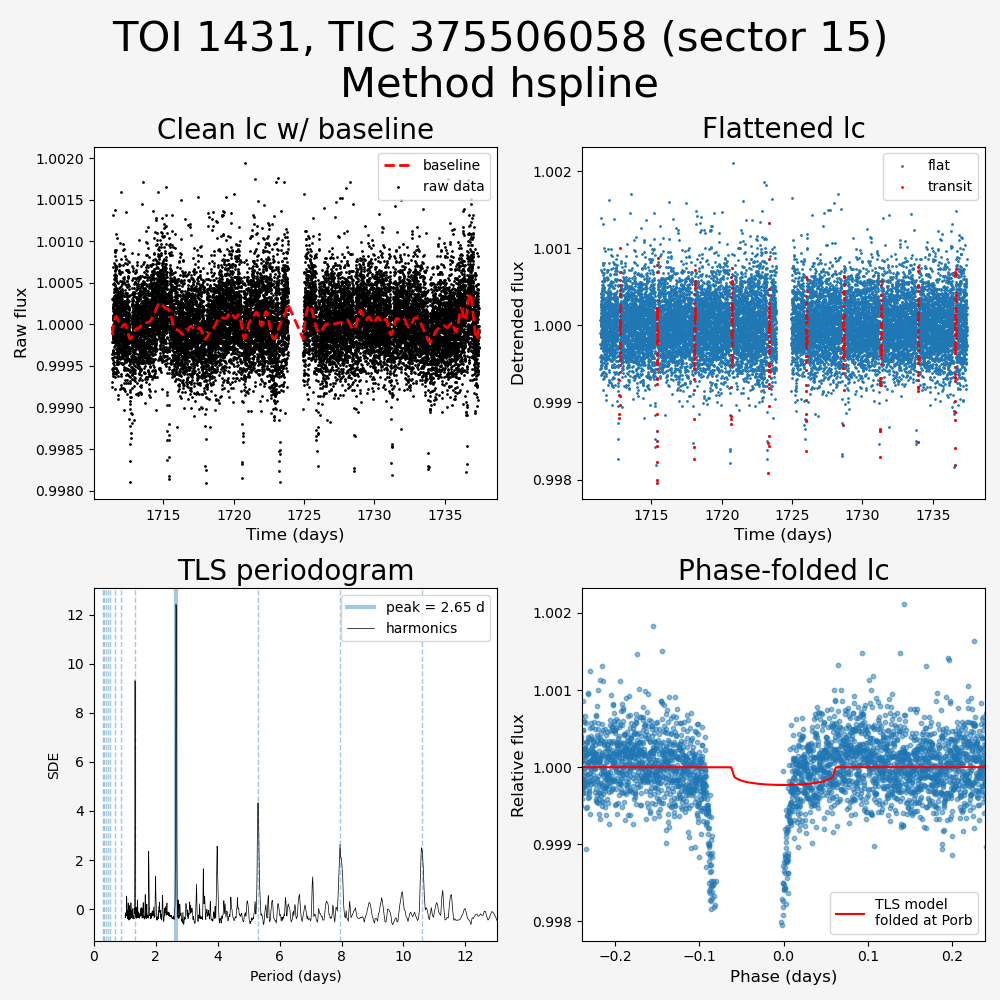 TOI 1431, TIC 375506058 (sector 15)
Method hspline
Clean lc w/ baseline
1.0020
1.0015
1.0010
1.0005
1.0000
0.9995
0.9990
0.9985
0.9980
Raw flux
baseline
raw data
1715
1720
1725
1730
1735
Time (days)
Flattened lc
1.002
1.001
1.000
0.999
0.998
Detrended flux
flat
transit
1715
1720
1725
1730
1735
Time (days)
TLS periodogram
12
10
8
6
4
2
0
SDE
peak = 2.65 d
harmonics
0
2
4
6
8
10
12
Period (days)
Phase-folded lc
1.002
1.001
1.000
0.999
0.998
Relative flux
TLS model
folded at Porb
−0.2
−0.1
0.0
0.1
0.2
Phase (days)